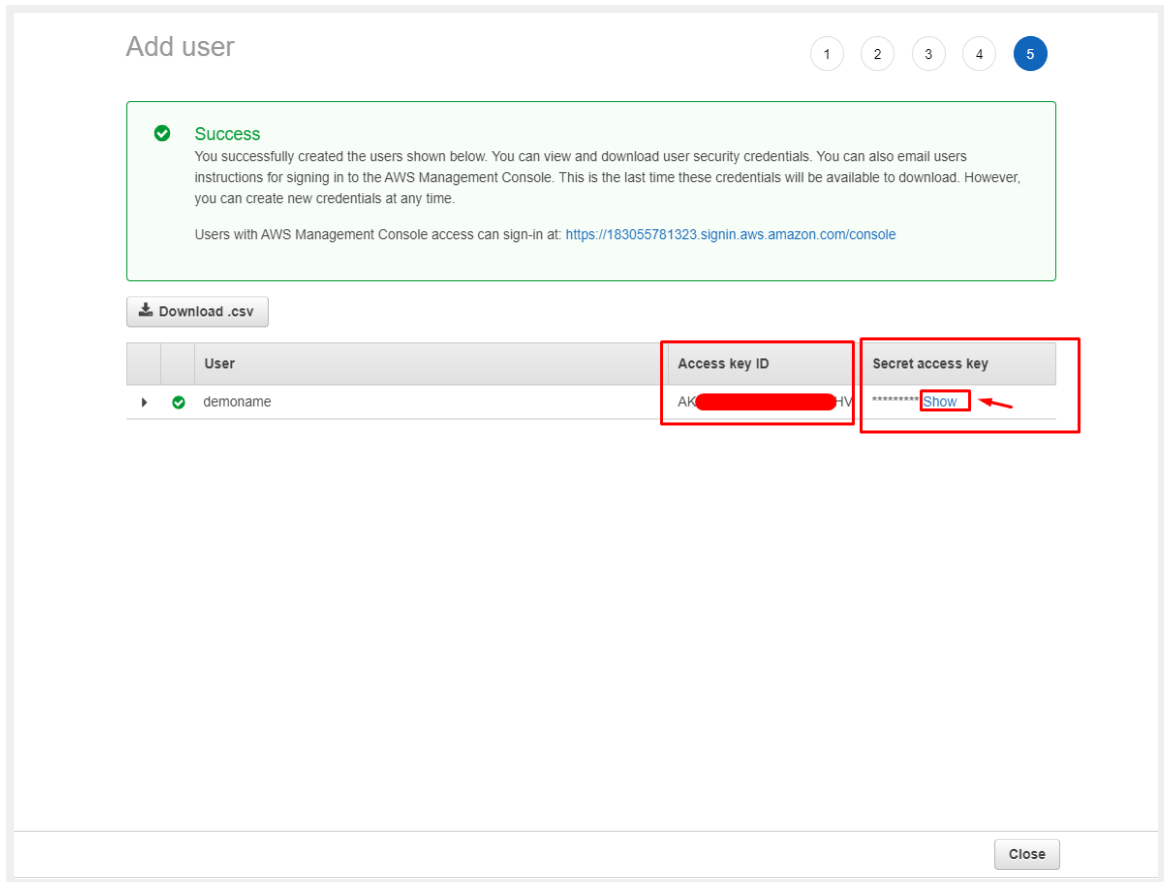 Add user
1 2 3 4 5
Success
You successfully created the users shown below. You can view and download user security credentials. You can also email users
instructions for signing in to the AWS Management Console. This is the last time these credentials will be available to download. However,
you can create new credentials at any time.
Users with AWS Management Console access can sign-in at: https://183055781323.signin.aws.amazon.com/console
Download .csv
User Access key ID Secret access key
demoname AK HV ********* Show
Close